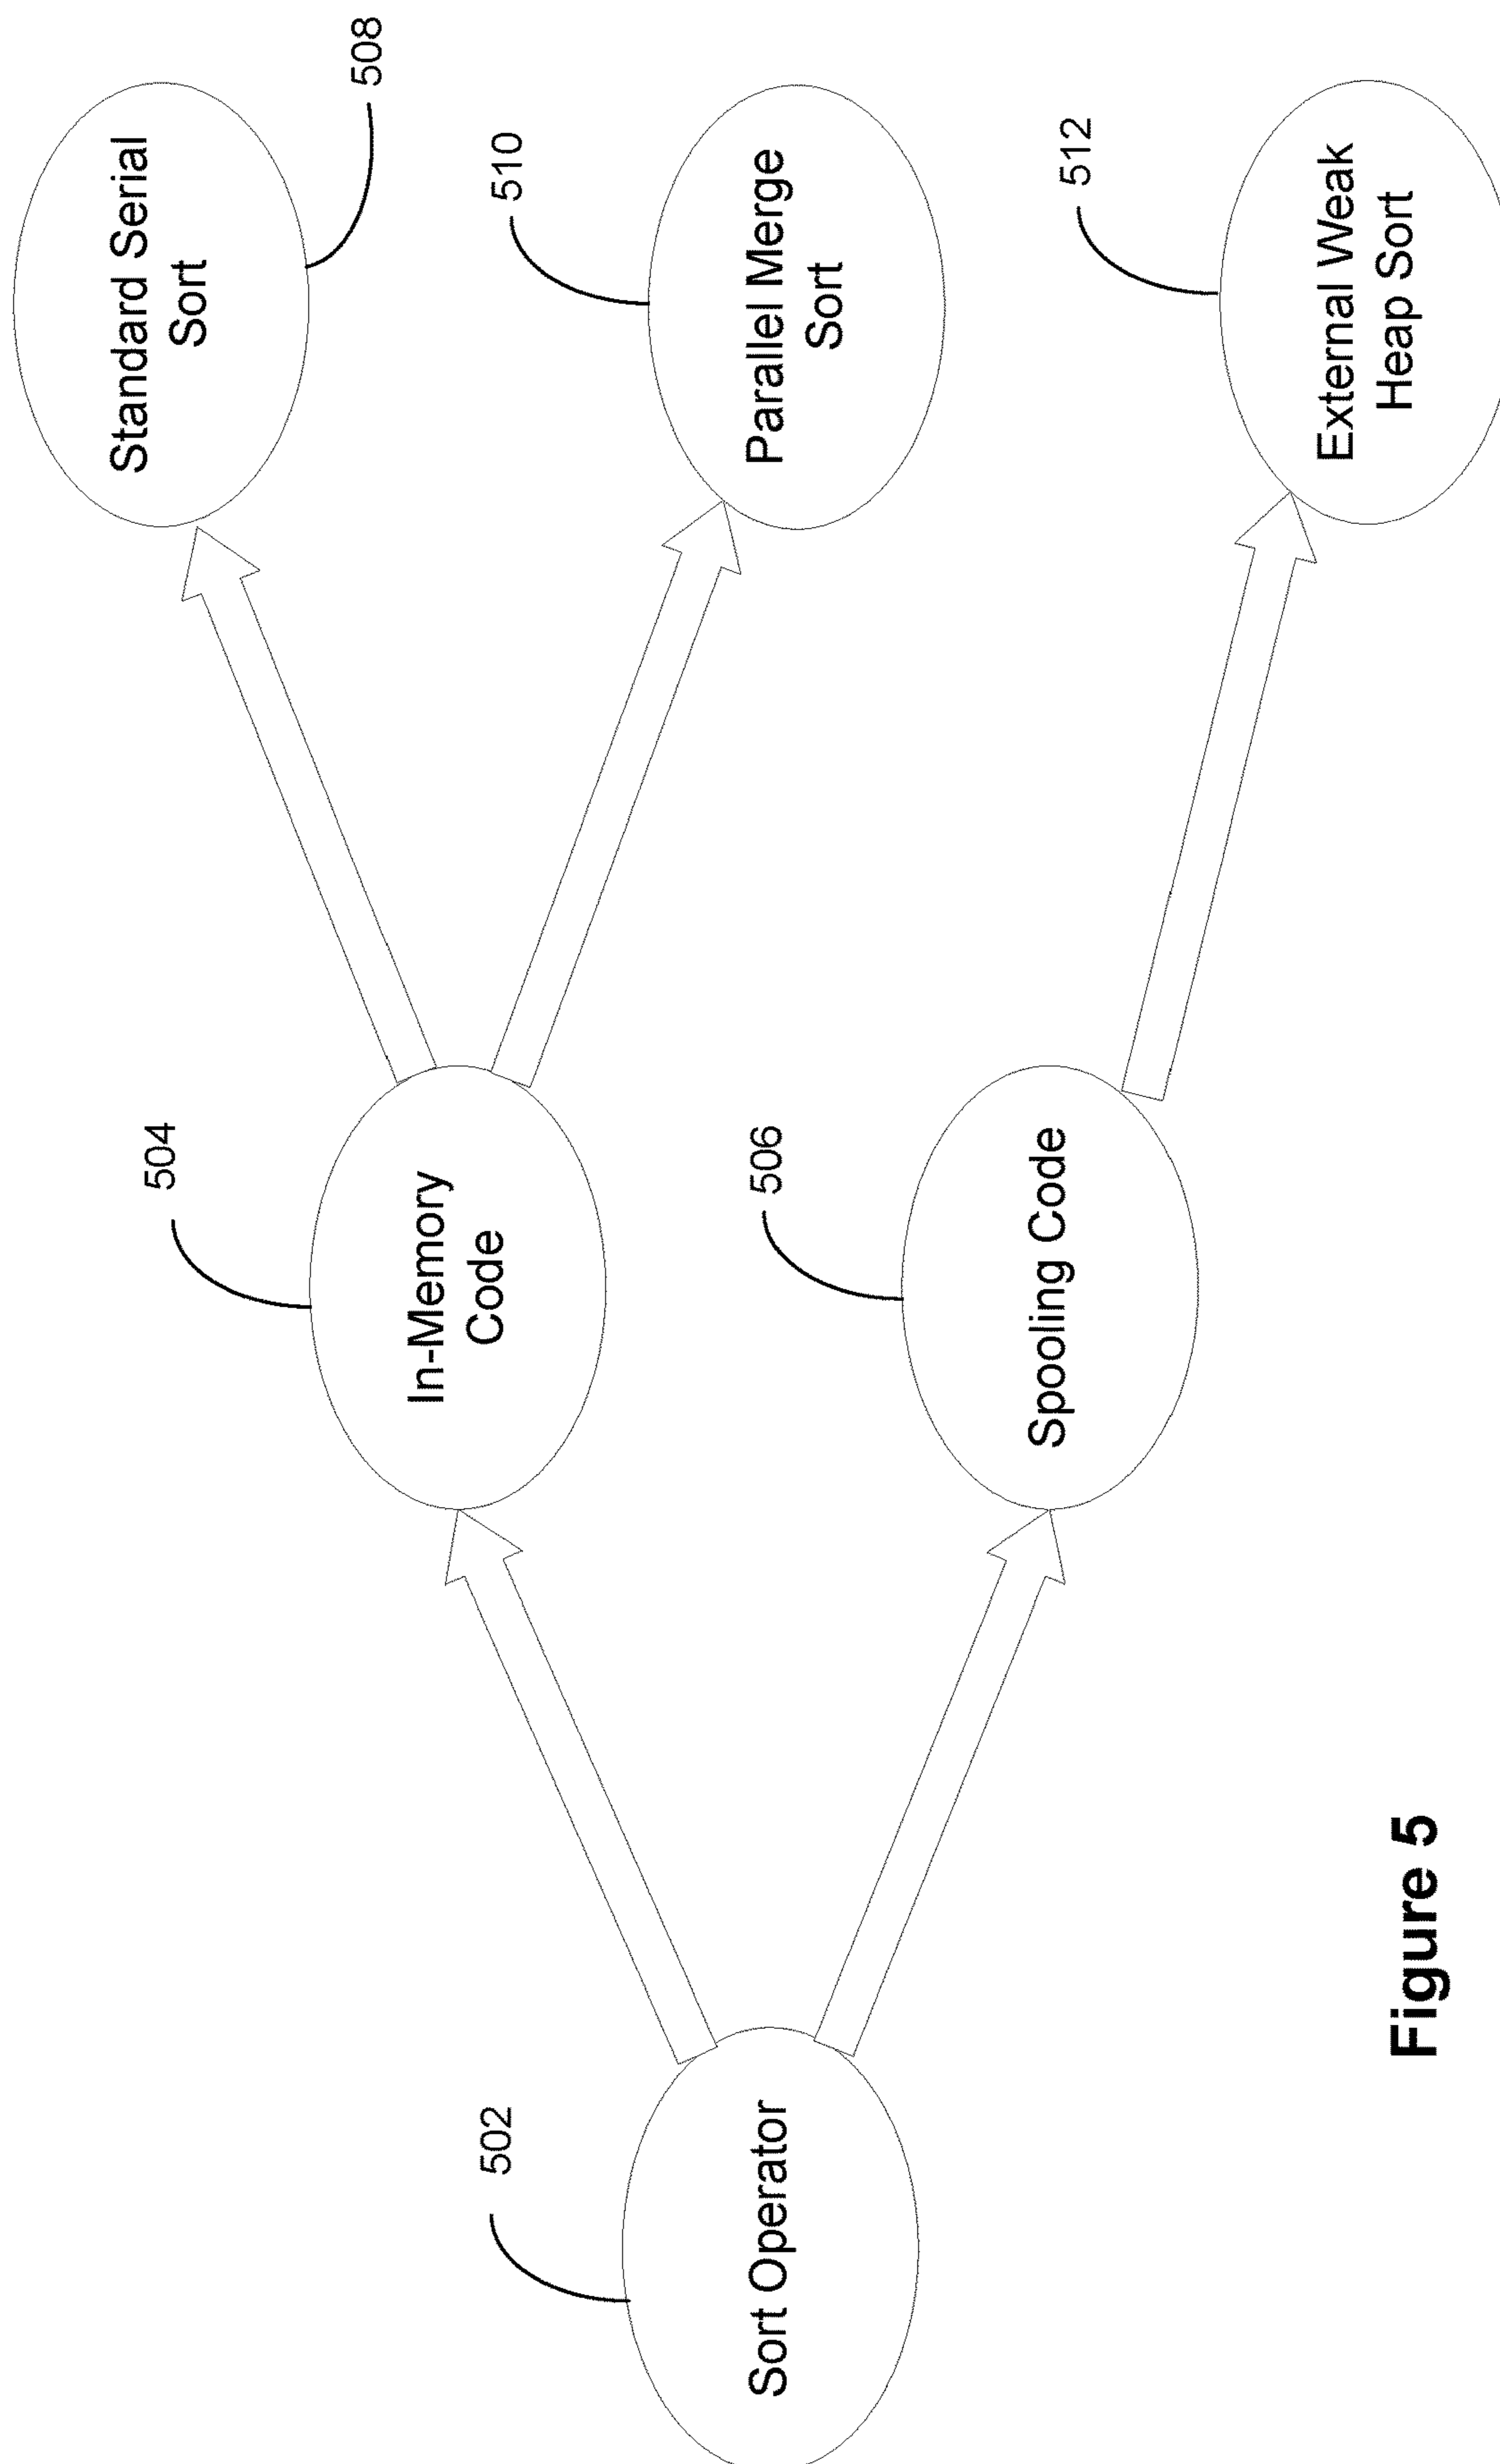 508
Standard Serial
Sort
504
In-Memory
Code
510
Parallel Merge
Sort
502
Sort Operator
506
Spooling Code
512
External Weak
Heap Sort
Figure 5